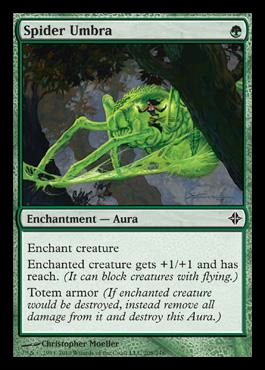 Spider Umbra
Enchantment — Aura
Enchant creature
Enchanted creature gets +1/+1 and has
reach. (It can block creatures with flying.)
Totem armor (If enchanted creature
would be destroyed, instead remove all
damage from it and destroy this Aura.)
Christopher Moeller